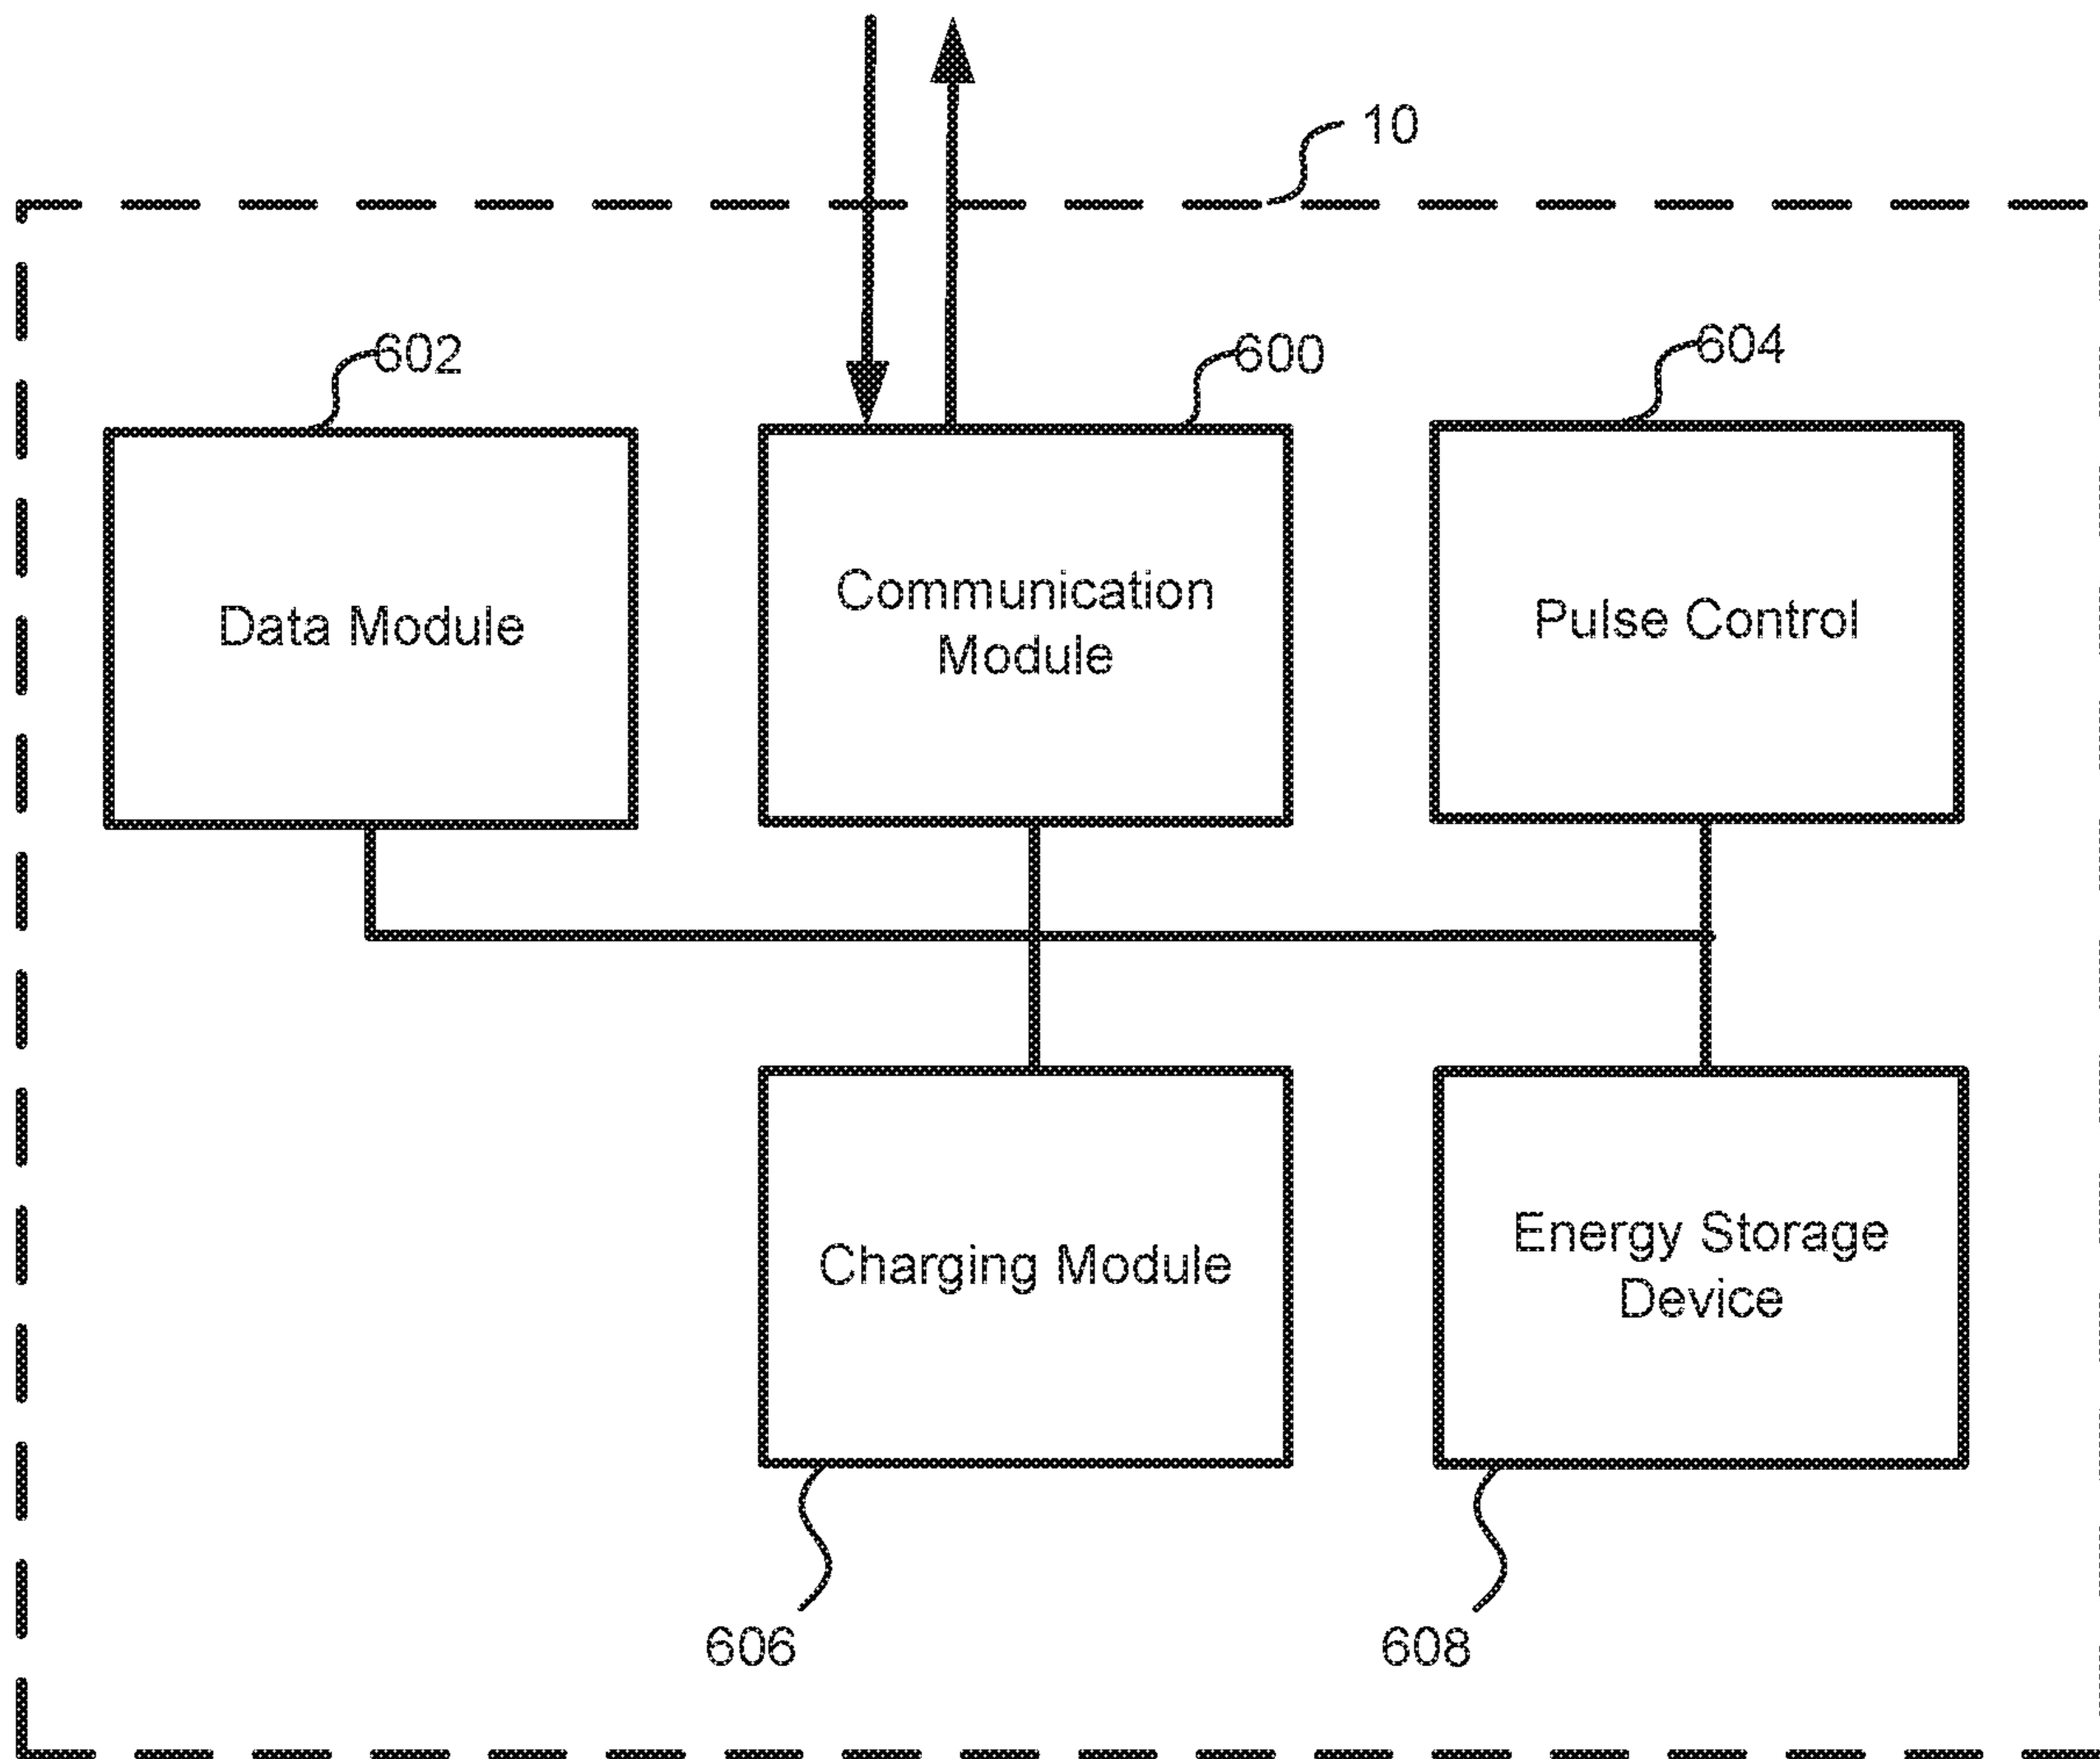 10
602
600
604
Data Module
Communication
Module
Pulse Control
Charging Module
Energy Storage
Device
606
608